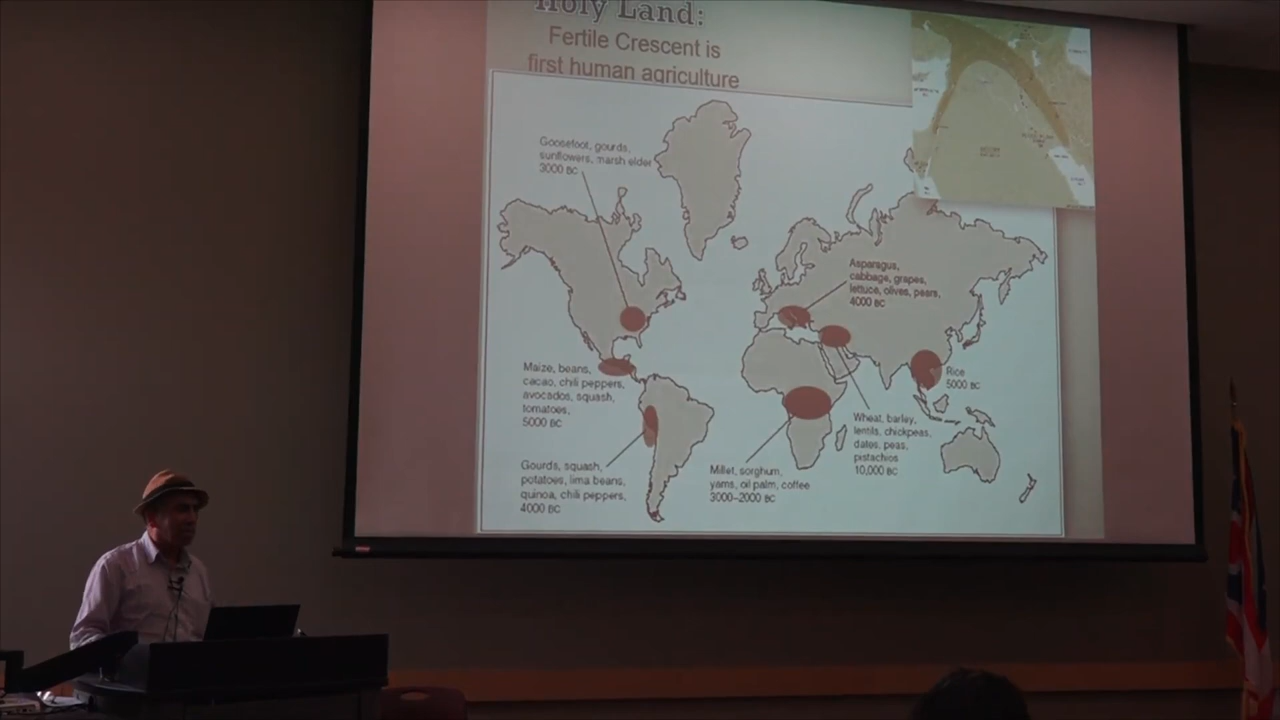 Holy Land:
Fertile Crescent is
first human agriculture
Goosefoot, gourds,
sunflowers, marsh elder
3000 BC
Asparagus,
cabbage, grapes,
lettuce, olives, pears,
4000 BC
Maize, beans,
cacao, chili peppers,
avocados, squash,
tomatoes,
5000 BC
Rice
5000 BC
Wheat, barley,
lentils, chickpeas,
dates, peas,
pistachios
10,000 BC
Gourds, squash,
potatoes, lima beans,
quinoa, chili peppers,
4000 BC
Millet, sorghum,
yams, oil palm, coffee
3000–2000 BC